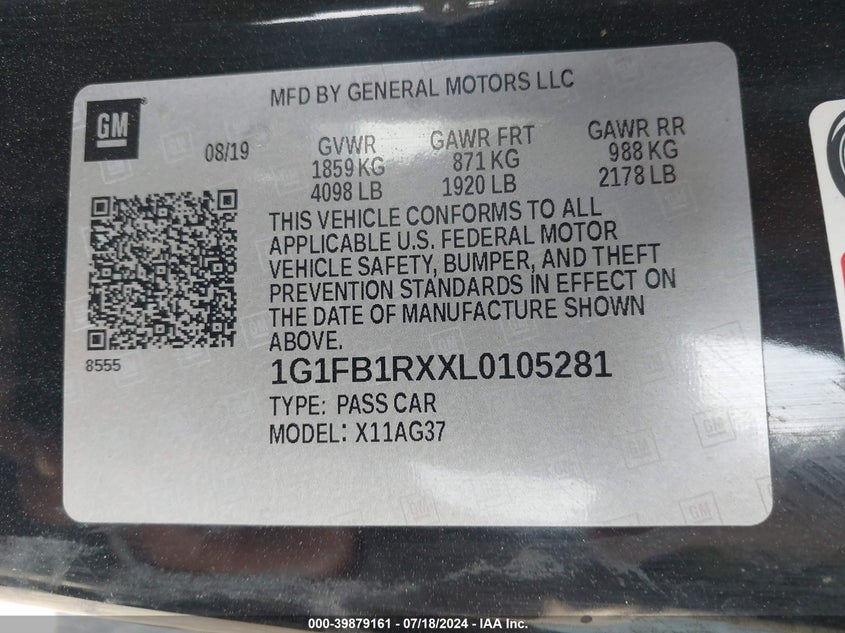 MFD BY GENERAL MOTORS LLC
GM
08/19
GVWR GAWR FRT GAWR RR
1859 KG 871 KG 988 KG
4098 LB 1920 LB 2178 LB
THIS VEHICLE CONFORMS TO ALL
APPLICABLE U.S. FEDERAL MOTOR
VEHICLE SAFETY, BUMPER, AND THEFT
PREVENTION STANDARDS IN EFFECT ON
THE DATE OF MANUFACTURE SHOWN
ABOVE.
8555
1G1FB1RXXL0105281
TYPE: PASS CAR
MODEL: X11AG37
000-39879161 / 07/18/2024 - IAA Inc.